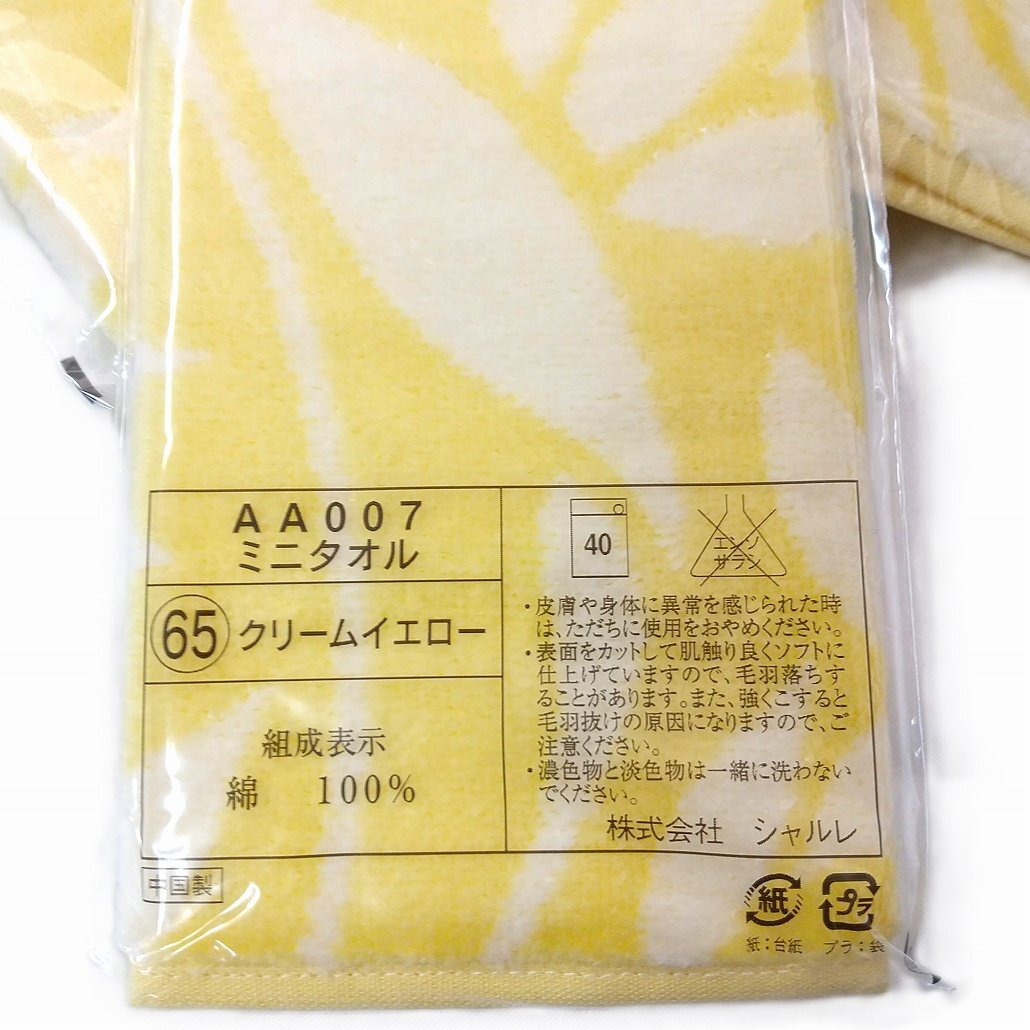 AA007
ミニタオル
65 クリームイエロー
組成表示
綿 100%
中国製
40
エンソ
サラシ
・皮膚や身体に異常を感じられた時
は、ただちに使用をおやめください。
・表面をカットして肌触り良くソフトに
仕上げていますので、毛羽落ちす
ることがあります。また、強くこすると
毛羽抜けの原因になりますので、ご
注意ください。
・濃色物と淡色物は一緒に洗わない
でください。
株式会社 シャルレ
紙 プラ
紙：台紙 プラ：袋